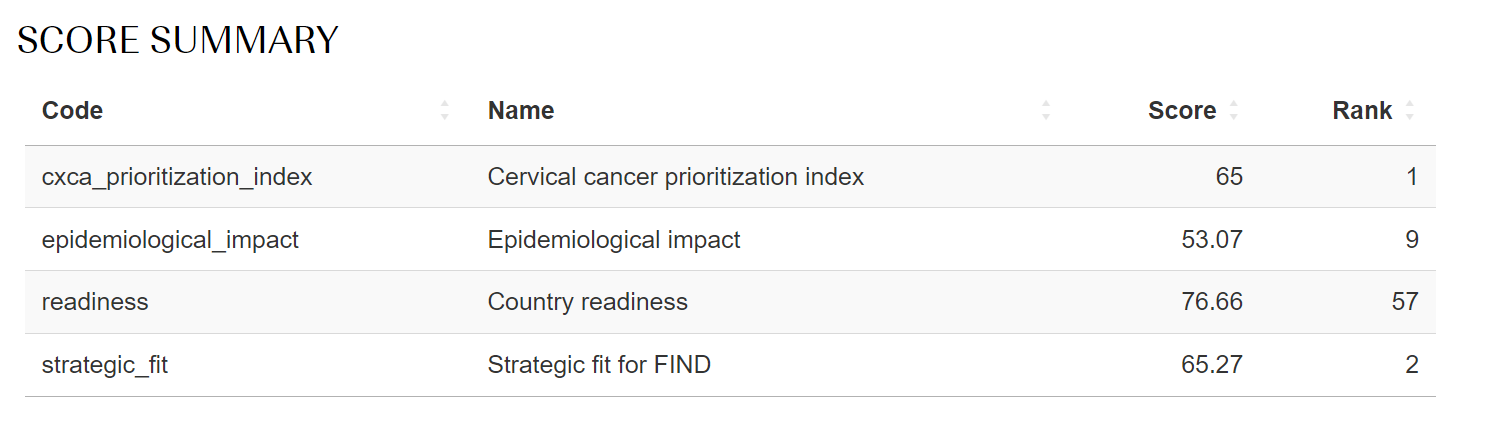 SCORE SUMMARY
Code Name Score Rank
cxca_prioritization_index Cervical cancer prioritization index 65 1
epidemiological_impact Epidemiological impact 53.07 9
readiness Country readiness 76.66 57
strategic_fit Strategic fit for FIND 65.27 2